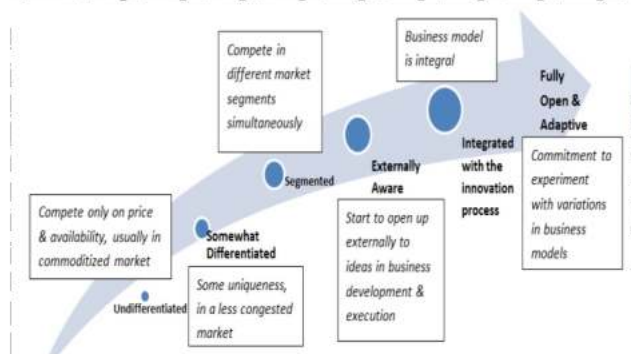 Compete only on price
& availability, usually in
commoditized market
Undifferentiated
Somewhat
Differentiated
Some uniqueness,
in a less congested
market
Compete in
different market
segments
simultaneously
Segmented
Externally
Aware
Start to open up
externally to
ideas in business
development &
execution
Business model
is integral
Integrated
with the
innovation
process
Fully
Open &
Adaptive
Commitment to
experiment
with variations
in business
models